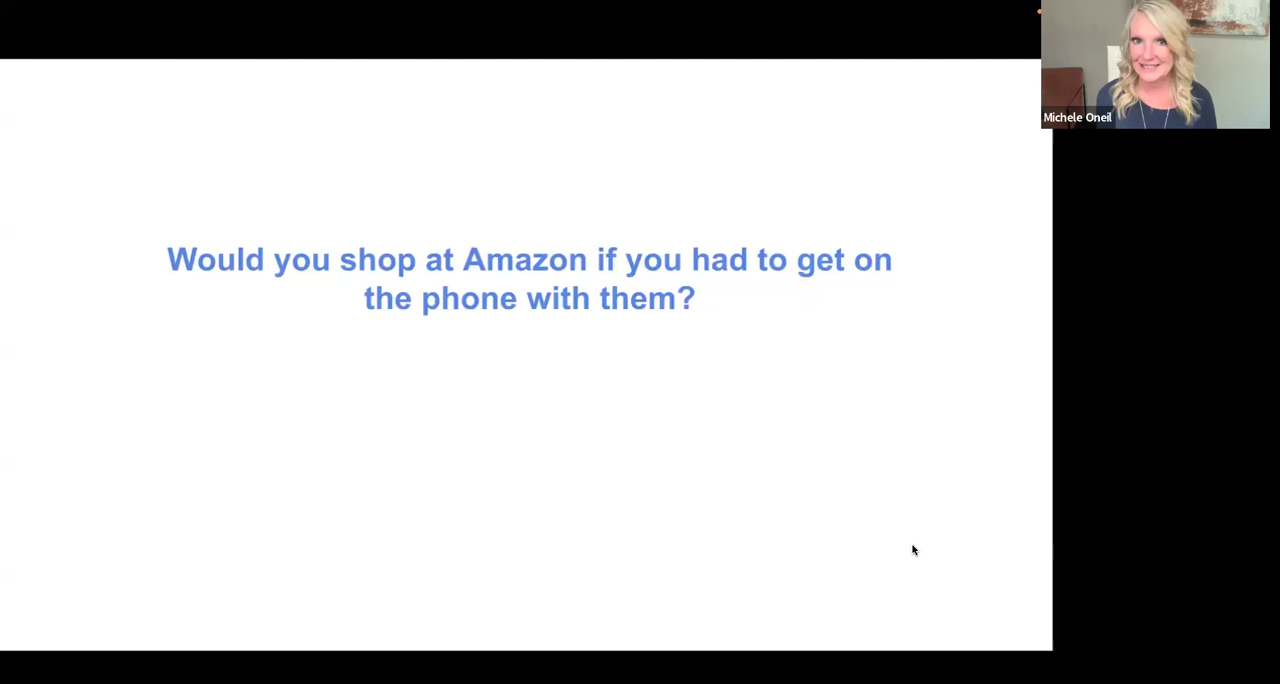 Michele Oneil
Would you shop at Amazon if you had to get on
the phone with them?